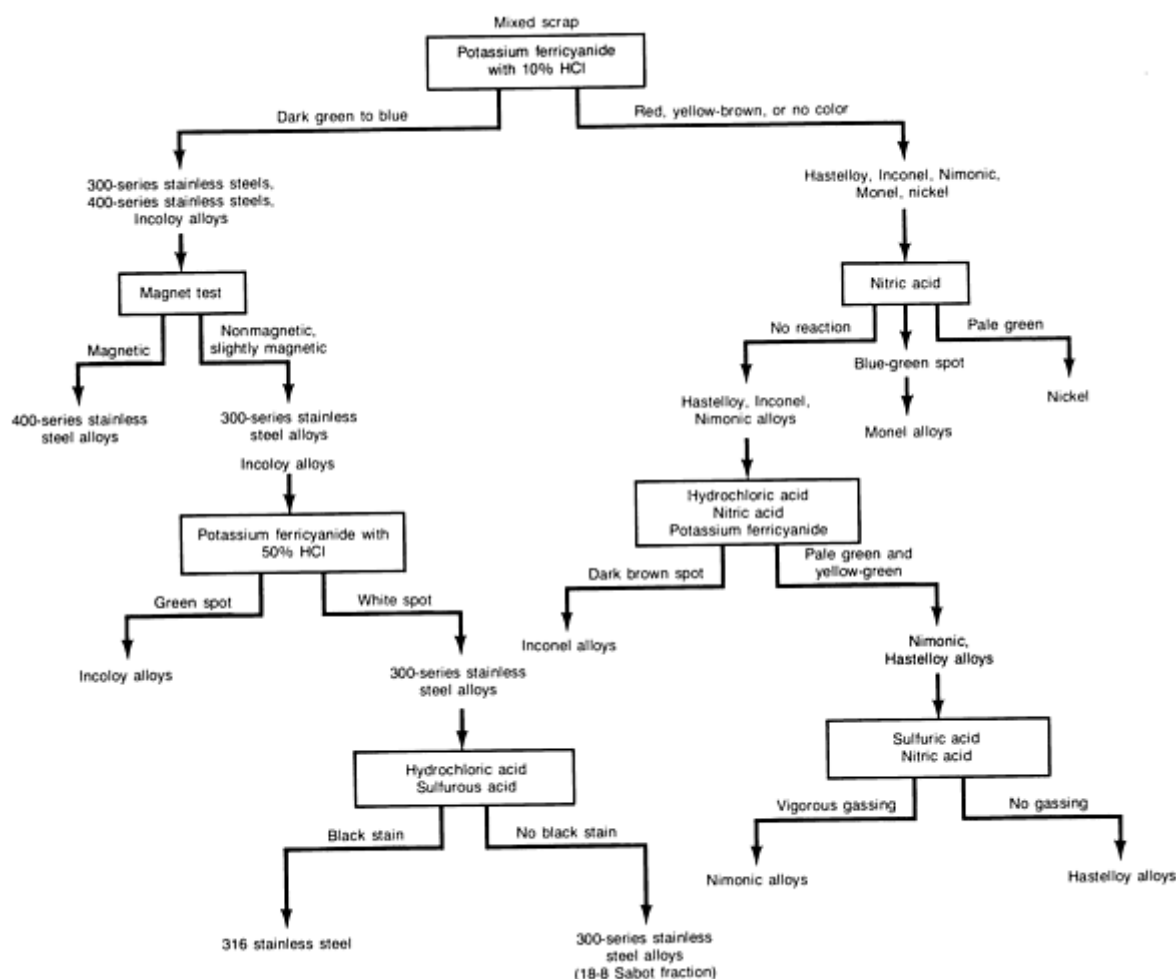 Mixed scrap
Potassium ferricyanide
with 10% HCl
Dark green to blue
Red, yellow-brown, or no color
300-series stainless steels,
400-series stainless steels,
Incoloy alloys
Hastelloy, Inconel, Nimonic,
Monel, nickel
Magnet test
Nitric acid
Magnetic
Nonmagnetic,
slightly magnetic
No reaction
Blue-green spot
Pale green
400-series stainless
steel alloys
300-series stainless
steel alloys
Incoloy alloys
Hastelloy, Inconel,
Nimonic alloys
Monel alloys
Nickel
Potassium ferricyanide with
50% HCl
Hydrochloric acid
Nitric acid
Potassium ferricyanide
Green spot
White spot
Dark brown spot
Pale green and
yellow-green
Incoloy alloys
300-series stainless
steel alloys
Inconel alloys
Nimonic,
Hastelloy alloys
Hydrochloric acid
Sulfurous acid
Sulfuric acid
Nitric acid
Black stain
No black stain
Vigorous gassing
No gassing
316 stainless steel
300-series stainless
steel alloys
(18-8 Sabot fraction)
Nimonic alloys
Hastelloy alloys